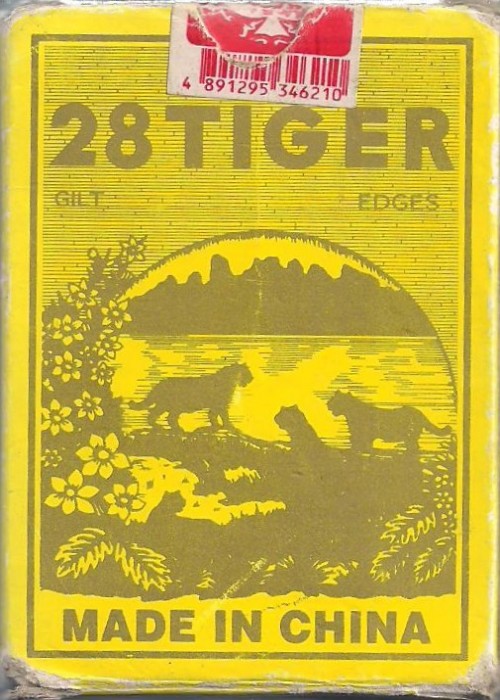 4 891295 346210
28 TIGER
GILT EDGES
MADE IN CHINA